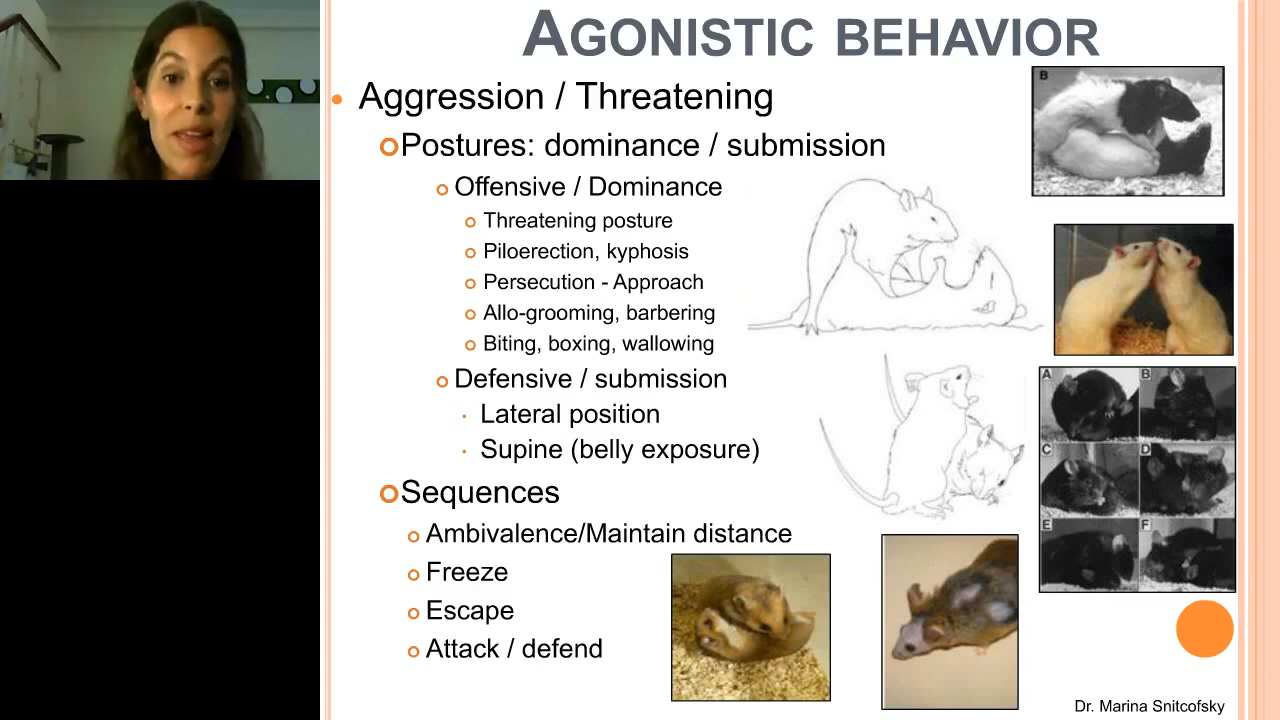 AGONISTIC BEHAVIOR
Aggression / Threatening
Postures: dominance / submission
Offensive / Dominance
Threatening posture
Piloerection, kyphosis
Persecution - Approach
Allo-grooming, barbering
Biting, boxing, wallowing
Defensive / submission
Lateral position
Supine (belly exposure)
Sequences
Ambivalence/Maintain distance
Freeze
Escape
Attack / defend
B
A B
C D
E F
Dr. Marina Snitcofsky